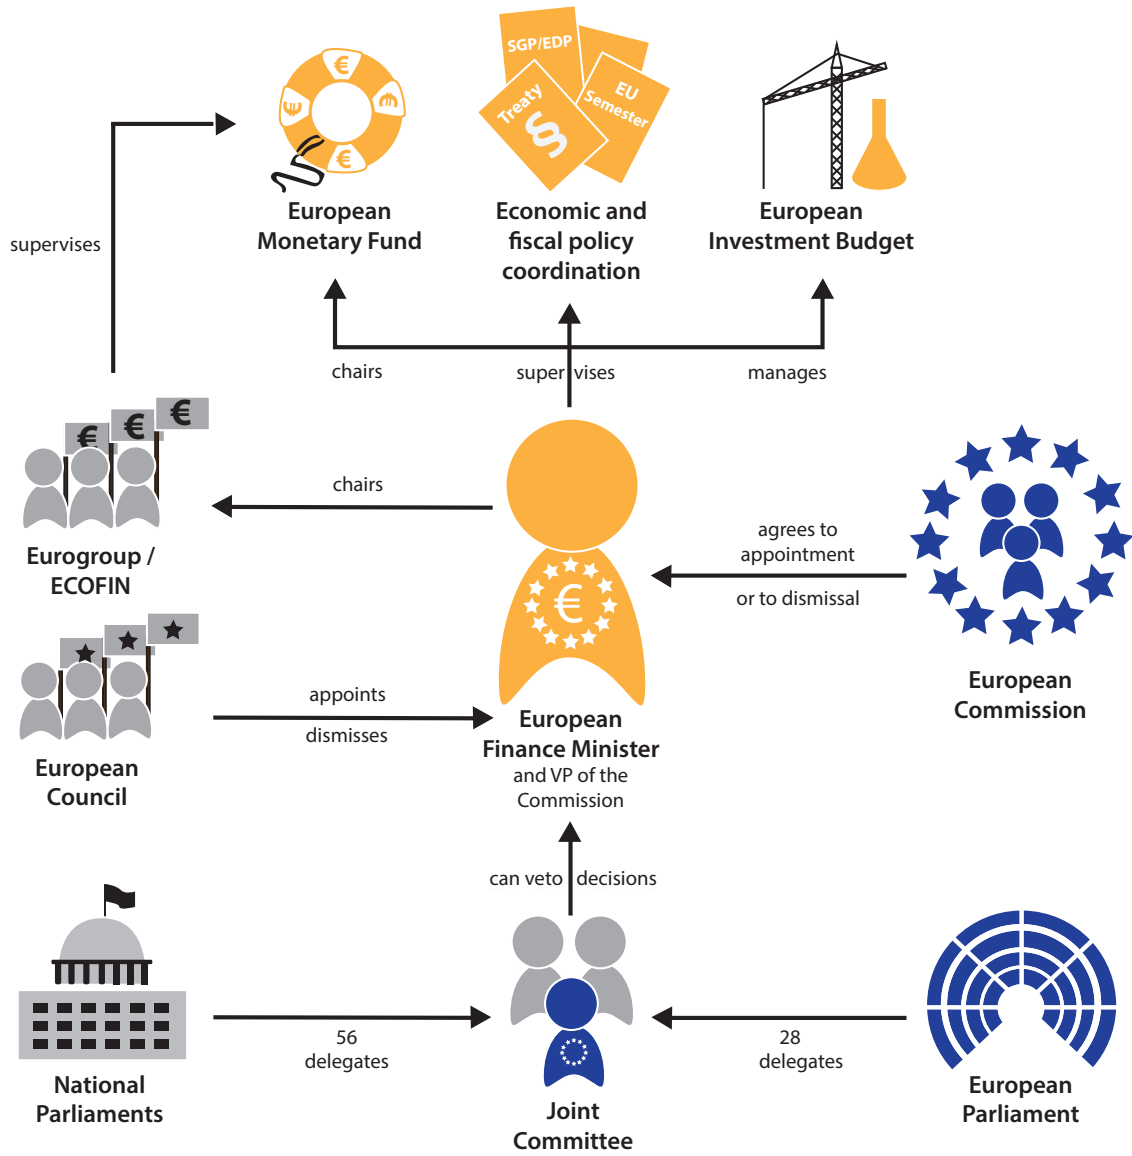 SGP/EDP
EU
Semester
Treaty
§
€
€
€
€
European
Monetary Fund
Economic and
fiscal policy
coordination
European
Investment Budget
supervises
chairs
supervises
manages
€
€
€
chairs
Eurogroup /
ECOFIN
agrees to
appointment
or to dismissal
€
European
Commission
appoints
dismisses
European
Council
European
Finance Minister
and VP of the
Commission
can veto decisions
56
delegates
28
delegates
National
Parliaments
Joint
Committee
European
Parliament